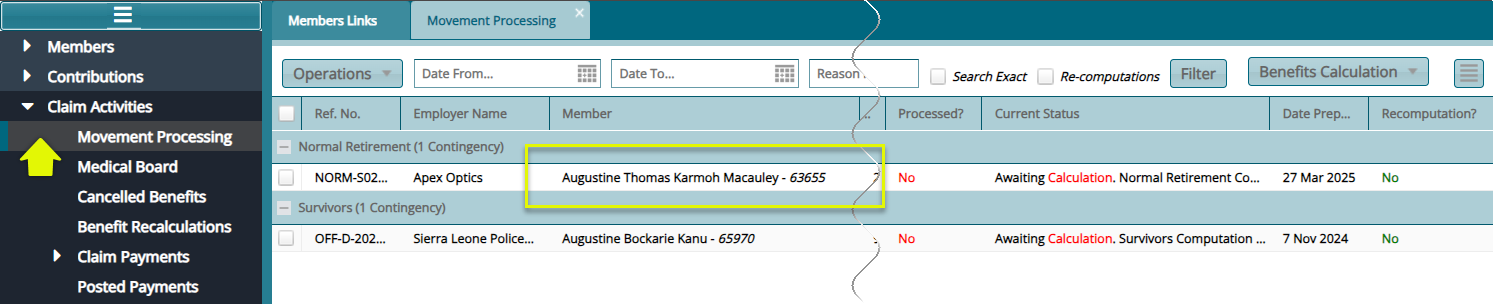 Members Links
Movement Processing
Members
Contributions
Claim Activities
Movement Processing
Medical Board
Cancelled Benefits
Benefit Recalculations
Claim Payments
Posted Payments
Operations Date From... Date To... Reason Search Exact Re-computations Filter Benefits Calculation
Ref. No. Employer Name Member .. Processed? Current Status Date Prep... Recomputation?
Normal Retirement (1 Contingency)
NORM-S02... Apex Optics Augustine Thomas Karmoh Macauley - 63655 No Awaiting Calculation. Normal Retirement Co... 27 Mar 2025 No
Survivors (1 Contingency)
OFF-D-202... Sierra Leone Police... Augustine Bockarie Kanu - 65970 No Awaiting Calculation. Survivors Computation ... 7 Nov 2024 No